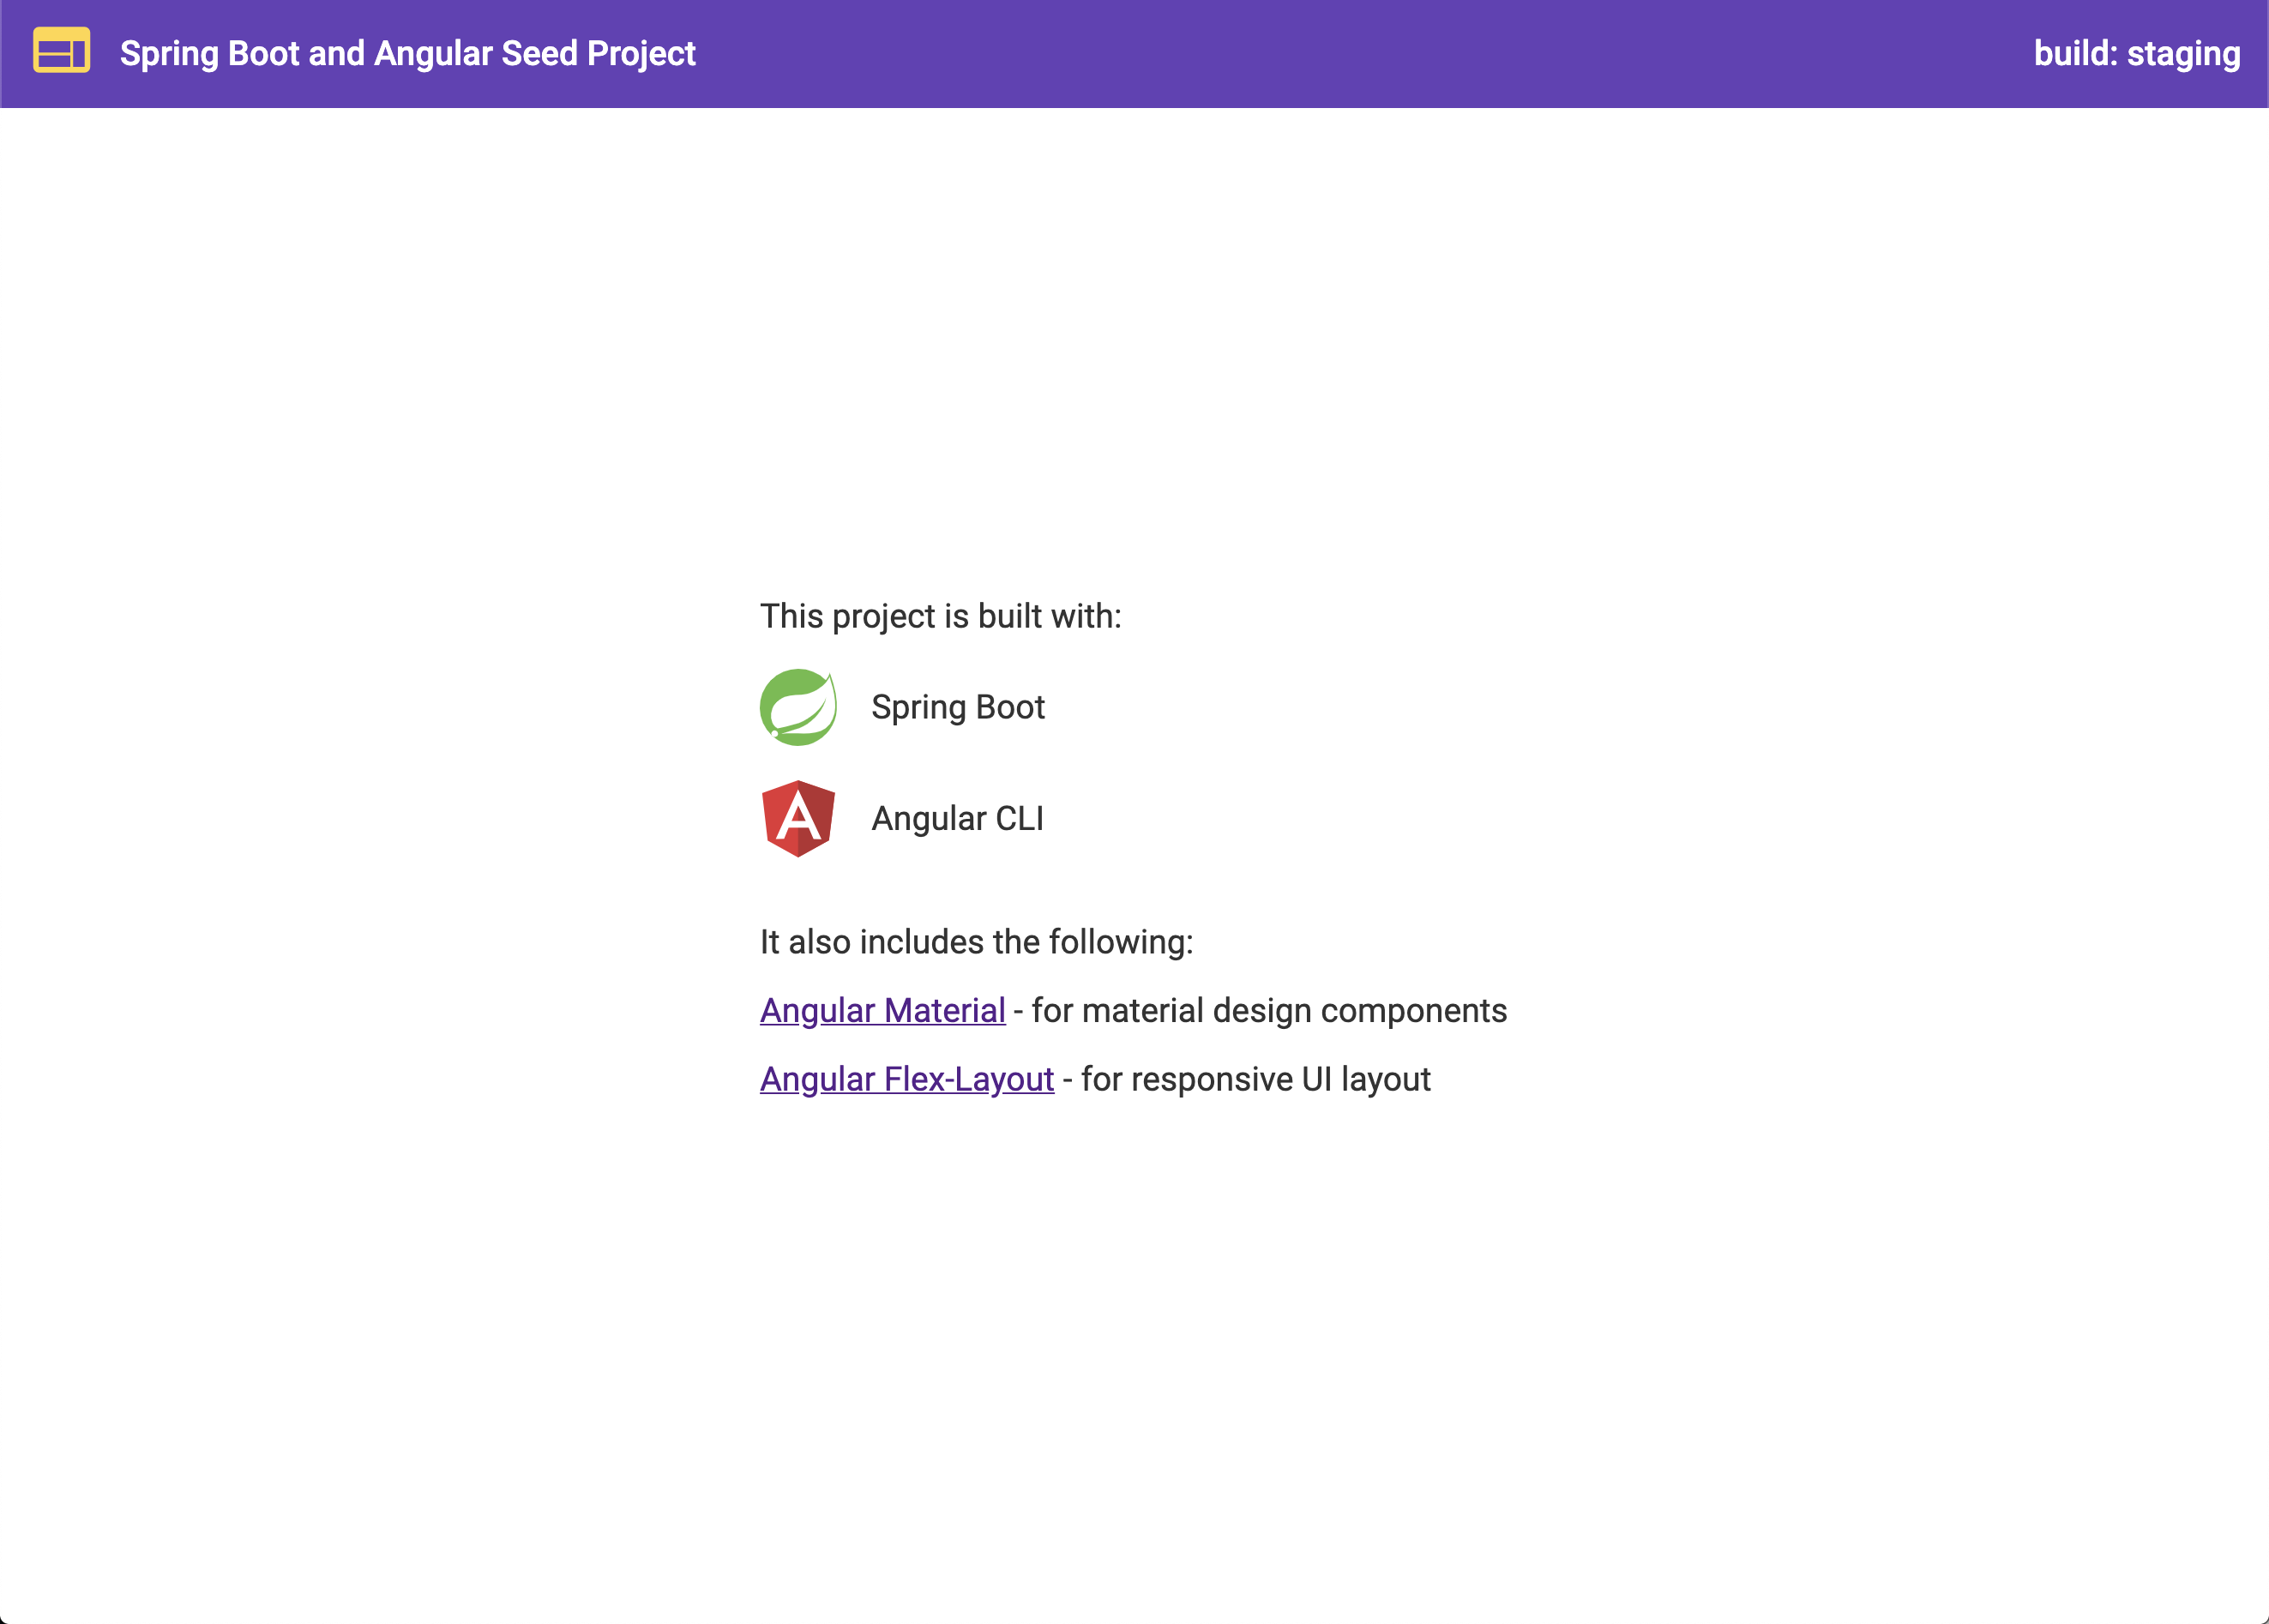 Spring Boot and Angular Seed Project
build: staging
This project is built with:
Spring Boot
Angular CLI
It also includes the following:
Angular Material - for material design components
Angular Flex-Layout - for responsive UI layout